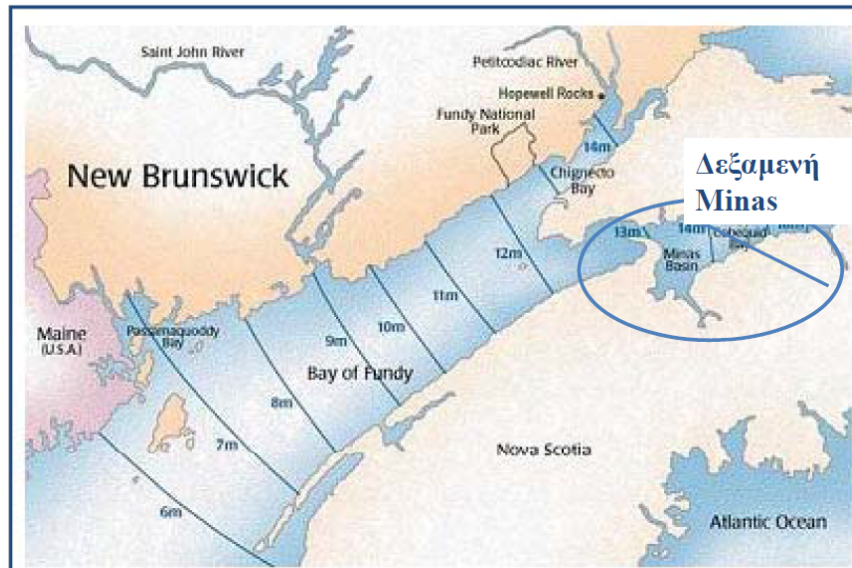 Saint John River
Petitcodiac River
Hopewell Rocks
Fundy National
Park
14m
New Brunswick
Chignecto
Bay
Δεξαμενή
Minas
13m
14m
Cobequid
Minas
Basin
12m
11m
10m
9m
Maine
(U.S.A.)
Passamaquoddy
Bay
Bay of Fundy
8m
7m
6m
Nova Scotia
Atlantic Ocean